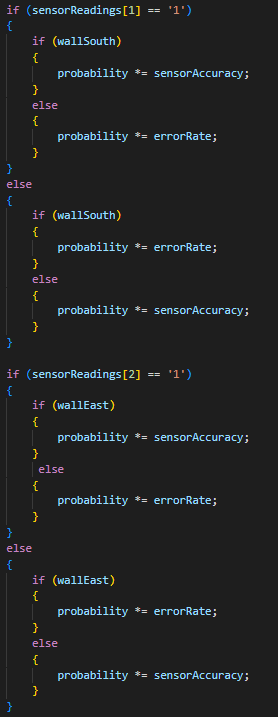 if (sensorReadings[1] == '1')
{
    if (wallSouth)
    {
        probability *= sensorAccuracy;
    }
    else
    {
        probability *= errorRate;
    }
}
else
{
    if (wallSouth)
    {
        probability *= errorRate;
    }
    else
    {
        probability *= sensorAccuracy;
    }
}

if (sensorReadings[2] == '1')
{
    if (wallEast)
    {
        probability *= sensorAccuracy;
    }
     else
    {
        probability *= errorRate;
    }
}
else
{
    if (wallEast)
    {
        probability *= errorRate;
    }
    else
    {
        probability *= sensorAccuracy;
    }
}